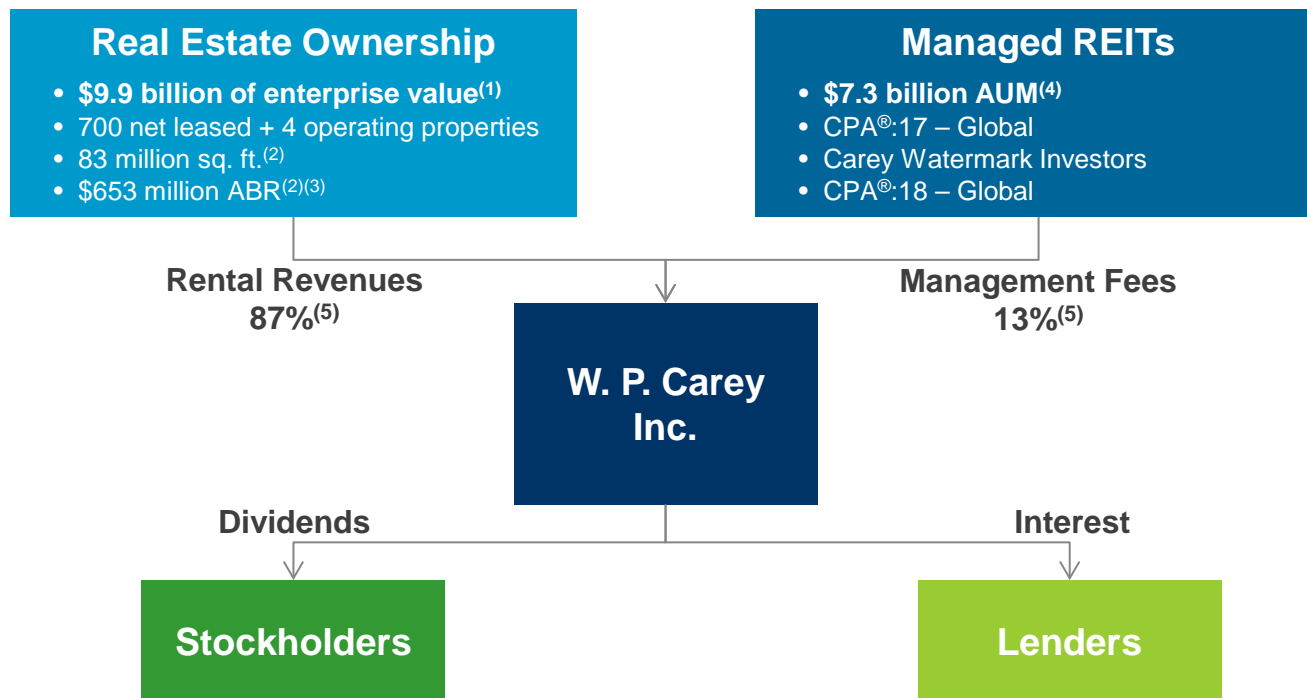 Real Estate Ownership
• $9.9 billion of enterprise value(1)
• 700 net leased + 4 operating properties
• 83 million sq. ft.(2)
• $653 million ABR(2)(3)
Managed REITs
• $7.3 billion AUM(4)
• CPA®:17 – Global
• Carey Watermark Investors
• CPA®:18 – Global
Rental Revenues
87%(5)
Management Fees
13%(5)
W. P. Carey
Inc.
Dividends
Interest
Stockholders
Lenders